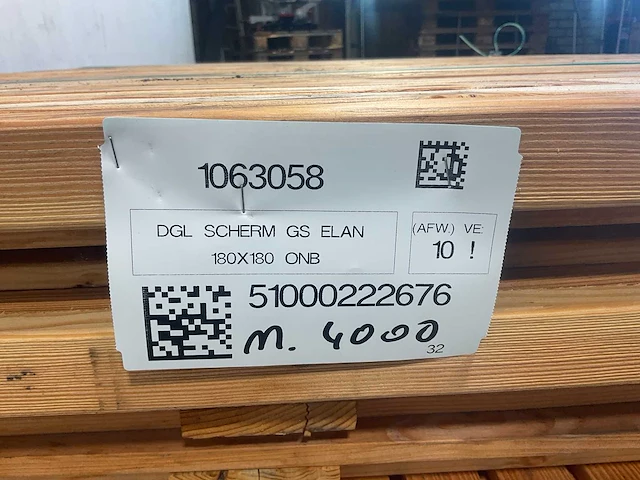 1063058
DGL SCHERM GS ELAN
180X180 ONB
(AFW.) VE:
10 !
51000222676
m. 4000
32